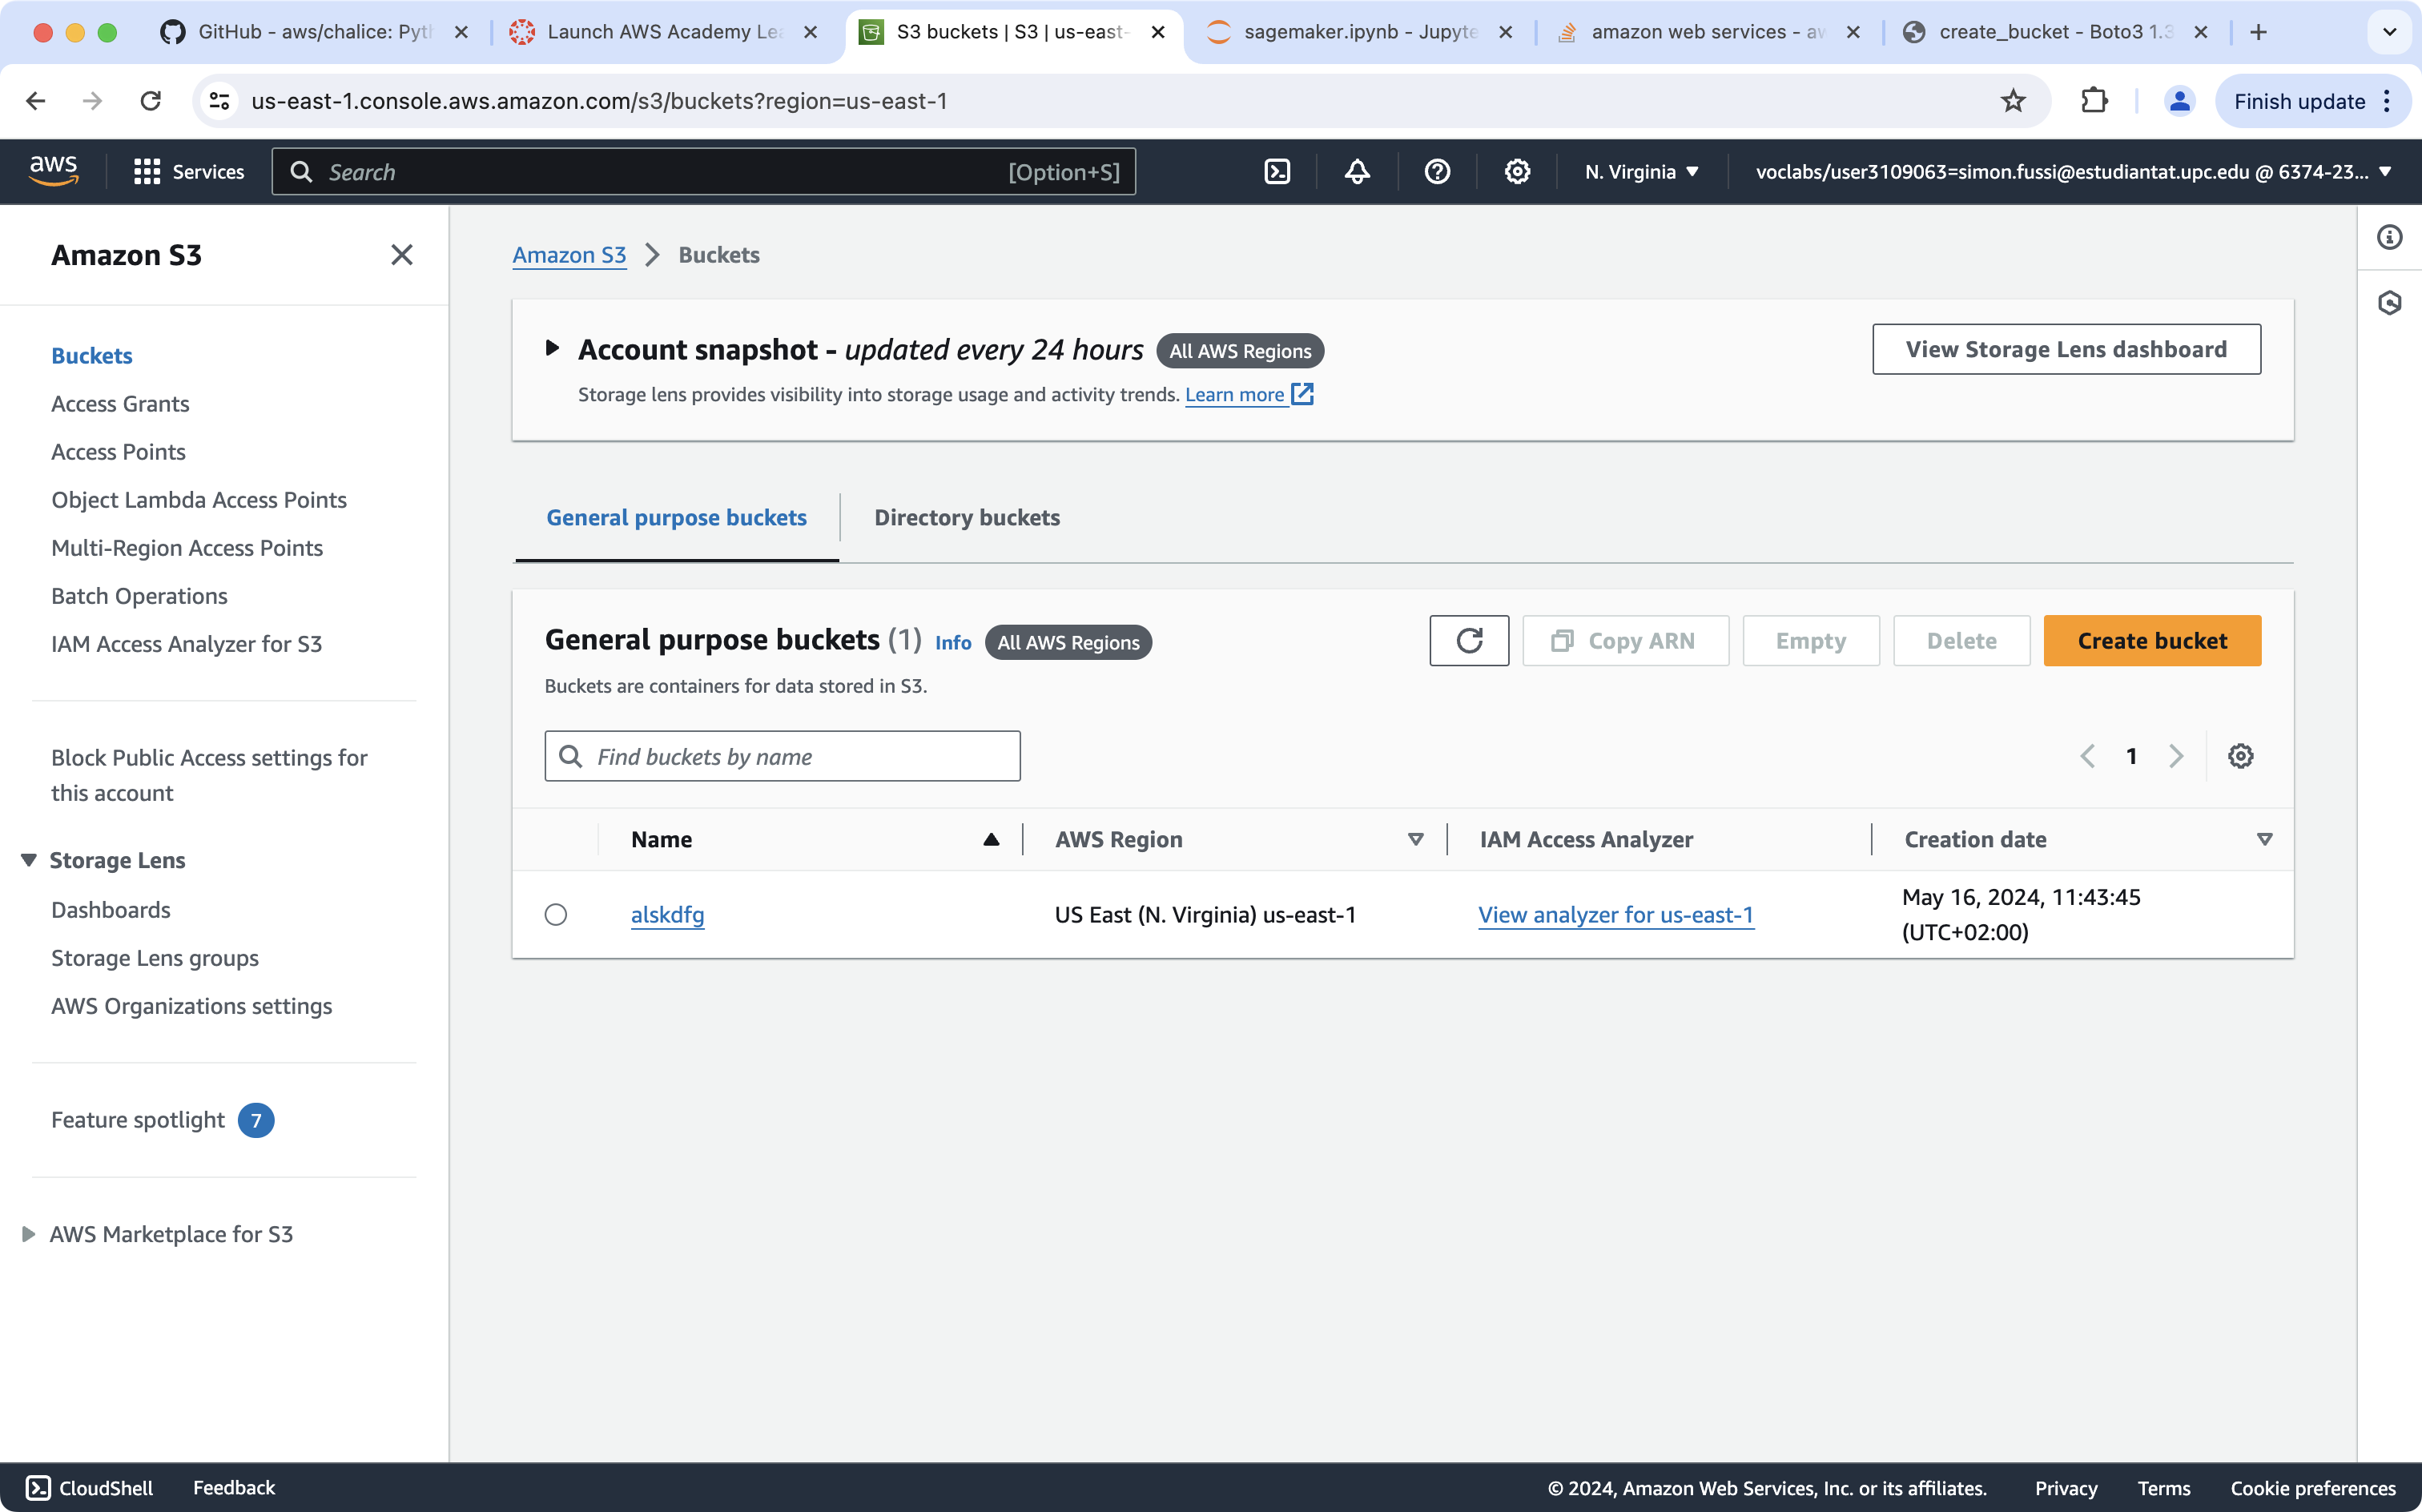 GitHub - aws/chalice: Pyth
Launch AWS Academy Lea
S3 buckets | S3 | us-east-
sagemaker.ipynb - Jupyte
amazon web services - aw
create_bucket - Boto3 1.3
us-east-1.console.aws.amazon.com/s3/buckets?region=us-east-1
Finish update
aws
Services
Search
[Option+S]
N. Virginia
voclabs/user3109063=simon.fussi@estudiantat.upc.edu @ 6374-23...
Amazon S3
Buckets
Access Grants
Access Points
Object Lambda Access Points
Multi-Region Access Points
Batch Operations
IAM Access Analyzer for S3
Block Public Access settings for
this account
Storage Lens
Dashboards
Storage Lens groups
AWS Organizations settings
Feature spotlight 7
AWS Marketplace for S3
Amazon S3 > Buckets
Account snapshot - updated every 24 hours All AWS Regions
Storage lens provides visibility into storage usage and activity trends. Learn more
View Storage Lens dashboard
General purpose buckets
Directory buckets
General purpose buckets (1) Info All AWS Regions
Buckets are containers for data stored in S3.
Copy ARN
Empty
Delete
Create bucket
Find buckets by name
1
Name
AWS Region
IAM Access Analyzer
Creation date
alskdfg
US East (N. Virginia) us-east-1
View analyzer for us-east-1
May 16, 2024, 11:43:45
(UTC+02:00)
CloudShell
Feedback
© 2024, Amazon Web Services, Inc. or its affiliates.
Privacy
Terms
Cookie preferences